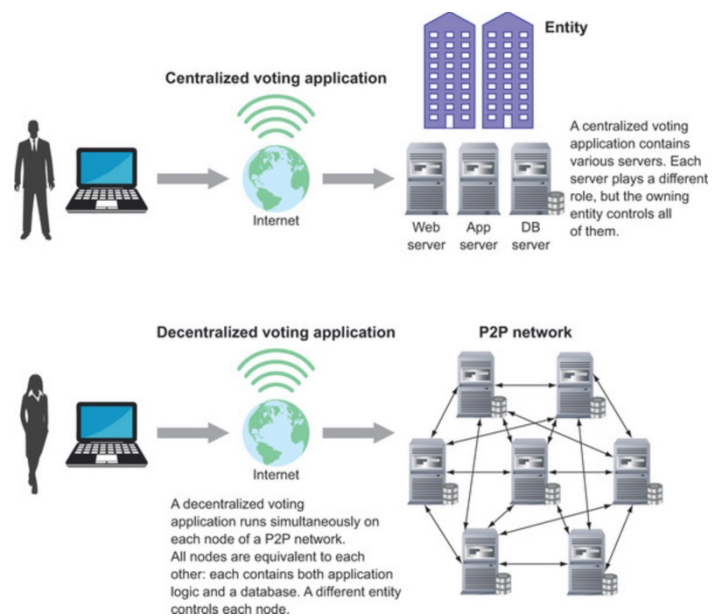 Entity
Centralized voting application
A centralized voting
application contains
various servers. Each
server plays a different
role, but the owning
entity controls all
of them.
Internet
Web
server
App
server
DB
server
Decentralized voting application
P2P network
Internet
A decentralized voting
application runs simultaneously on
each node of a P2P network.
All nodes are equivalent to each
other: each contains both application
logic and a database. A different entity
controls each node.